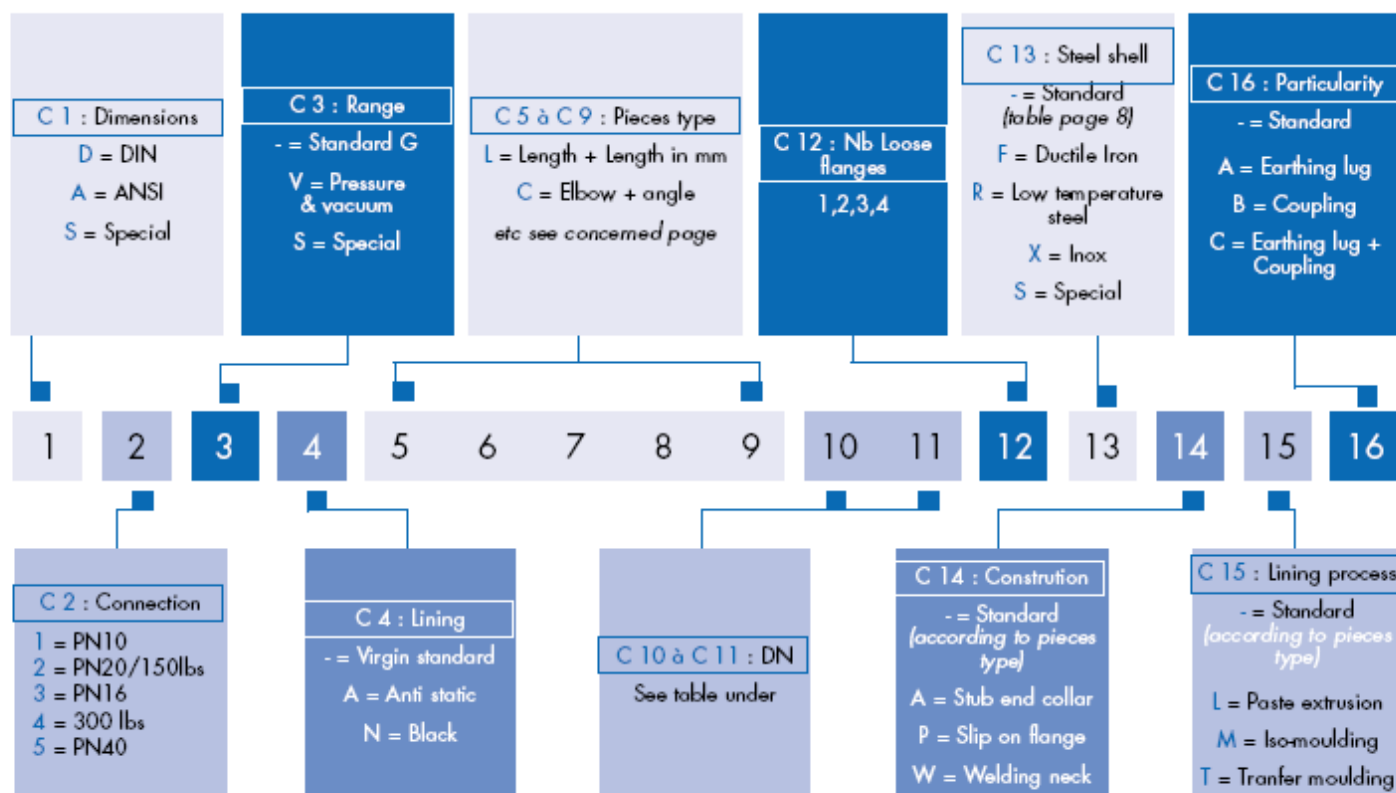 C 1 : Dimensions
D = DIN
A = ANSI
S = Special
C 3 : Range
- = Standard G
V = Pressure
& vacuum
S = Special
C 5 à C 9 : Pieces type
L = Length + Length in mm
C = Elbow + angle
etc see concerned page
C 12 : Nb Loose
flanges
1,2,3,4
C 13 : Steel shell
- = Standard
(table page 8)
F = Ductile Iron
R = Low temperature
steel
X = Inox
S = Special
C 16 : Particularity
- = Standard
A = Earthing lug
B = Coupling
C = Earthing lug +
Coupling
1 2 3 4 5 6 7 8 9 10 11 12 13 14 15 16
C 2 : Connection
1 = PN10
2 = PN20/150lbs
3 = PN16
4 = 300 lbs
5 = PN40
C 4 : Lining
- = Virgin standard
A = Anti static
N = Black
C 10 à C 11 : DN
See table under
C 14 : Constrution
- = Standard
(according to pieces
type)
A = Stub end collar
P = Slip on flange
W = Welding neck
C 15 : Lining process
- = Standard
(according to pieces
type)
L = Paste extrusion
M = Iso-moulding
T = Tranfer moulding